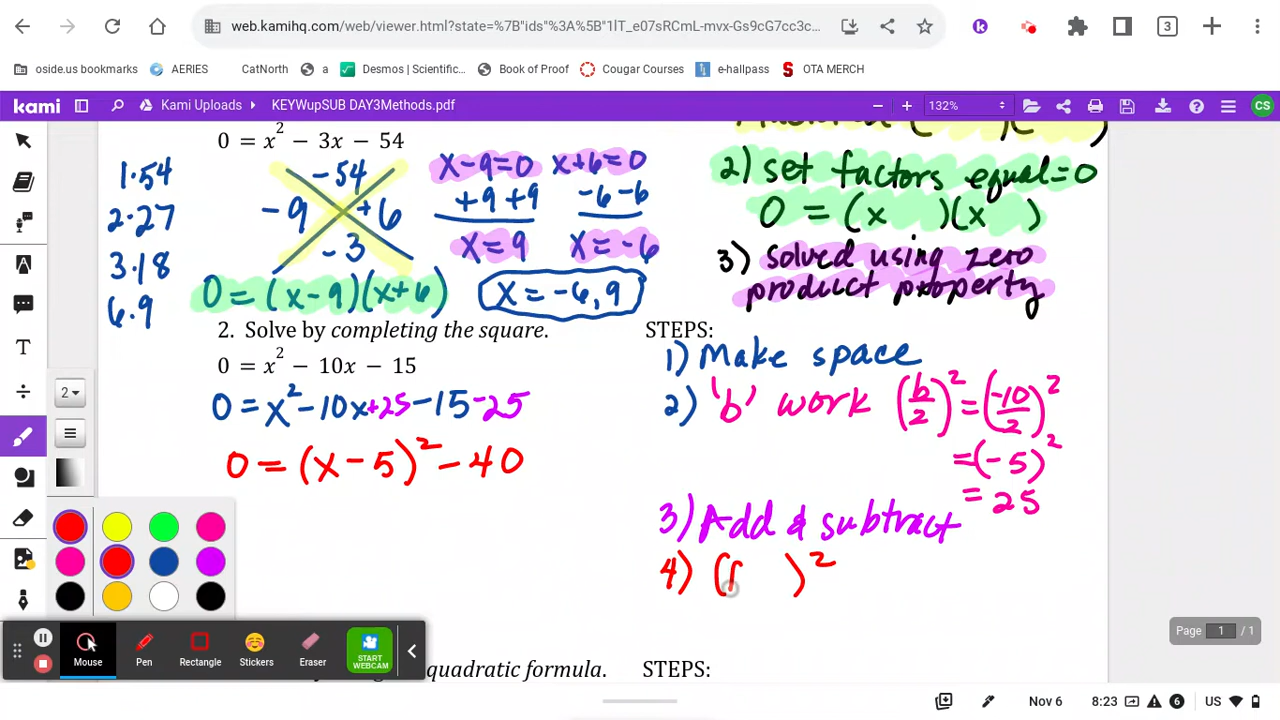 web.kamihq.com/web/viewer.html?state=%7B"ids"%3A%5B"1lT_e07sRCmL-mvx-Gs9cG7cc3c...
3
oside.us bookmarks
AERIES
CatNorth
a
Desmos | Scientific...
Book of Proof
Cougar Courses
e-hallpass
OTA MERCH
kami
Kami Uploads
KEYWupSUB DAY3Methods.pdf
132%
CS
0 = x² − 3x − 54
1·54
2·27
3·18
6·9
-54
-9 +6
-3
x-9=0 x+6=0
+9 +9 -6 -6
x=9 x=-6
0=(x-9)(x+6)
x=-6,9
2) set factors equal=0
0 = (x )(x )
3) solved using zero
product property
2. Solve by completing the square.
STEPS:
0 = x² − 10x − 15
0=x²-10x+25-15-25
0=(x-5)²-40
1) Make space
2) 'b' work (b/2)²=(-10/2)²
=(-5)²
= 25
3) Add & subtract
4) ( )²
2
Mouse
Pen
Rectangle
Stickers
Eraser
START WEBCAM
quadratic formula.
STEPS:
Page 1 / 1
Nov 6
8:23
6
US